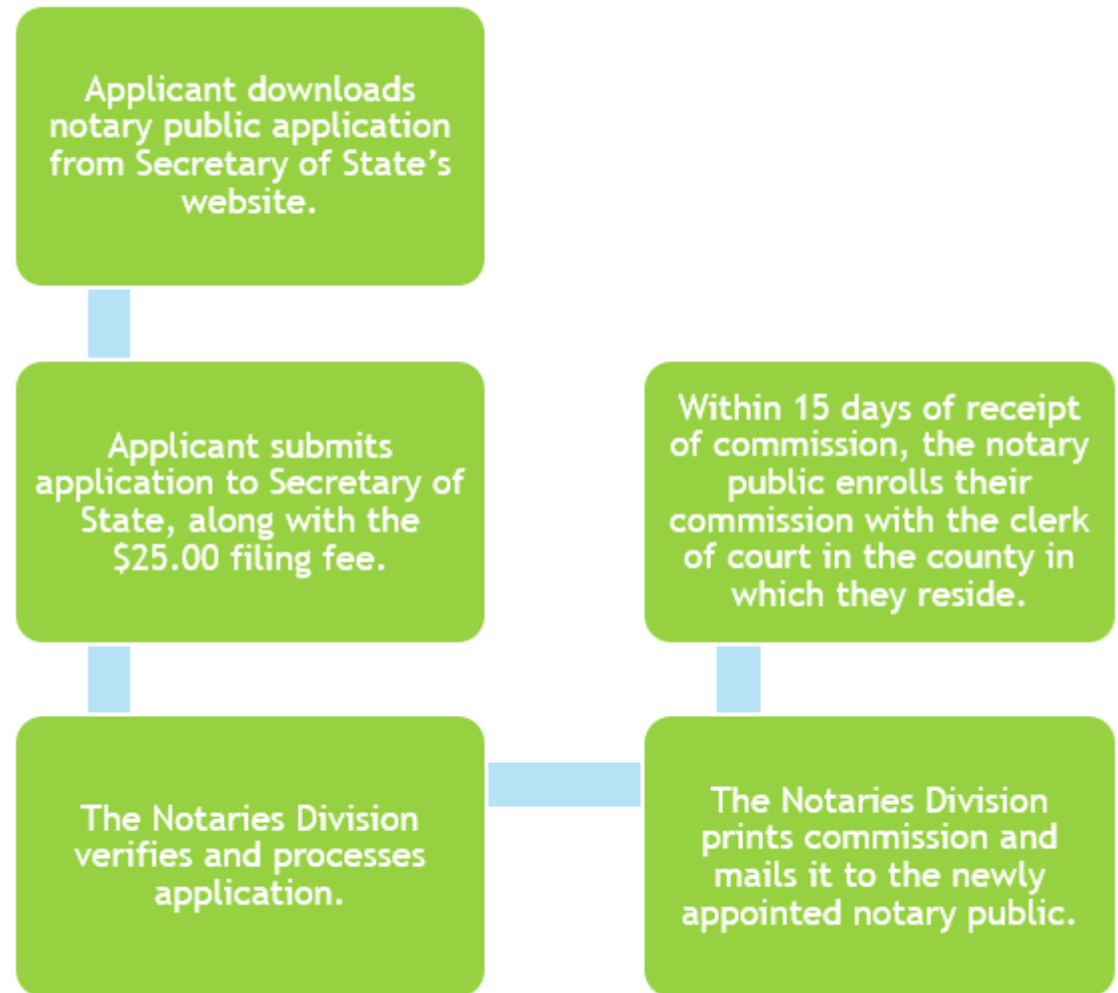 Applicant downloads
notary public application
from Secretary of State’s
website.
Applicant submits
application to Secretary of
State, along with the
$25.00 filing fee.
The Notaries Division
verifies and processes
application.
The Notaries Division
prints commission and
mails it to the newly
appointed notary public.
Within 15 days of receipt
of commission, the notary
public enrolls their
commission with the clerk
of court in the county in
which they reside.